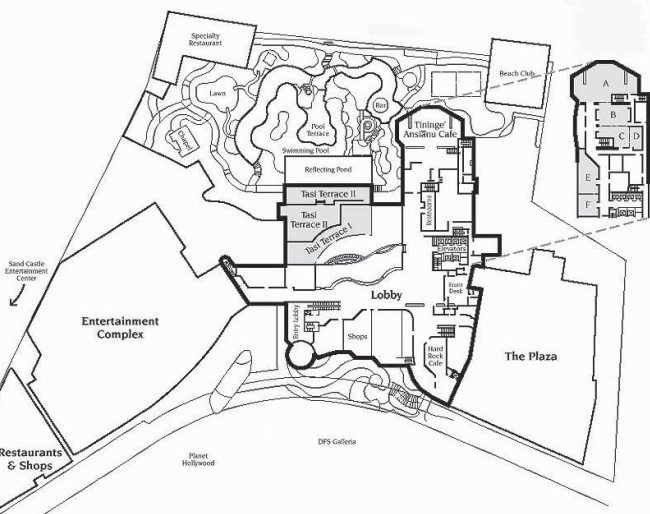 Specialty
Restaurant
Beach Club
Lawn
Chapel
Pool
Terrace
Bar
Swimming Pool
Reflecting Pond
Tininge'
Ansianu Cafe
A
B
C
D
E
F
Tasi Terrace II
Tasi
Terrace II
Tasi Terrace I
Restrooms
Elevators
Front
Desk
Lobby
Entry Lobby
Shops
Hard
Rock
Cafe
Sand Castle
Entertainment
Center
Entertainment
Complex
The Plaza
Restaurants
& Shops
Planet
Hollywood
DFS Galleria